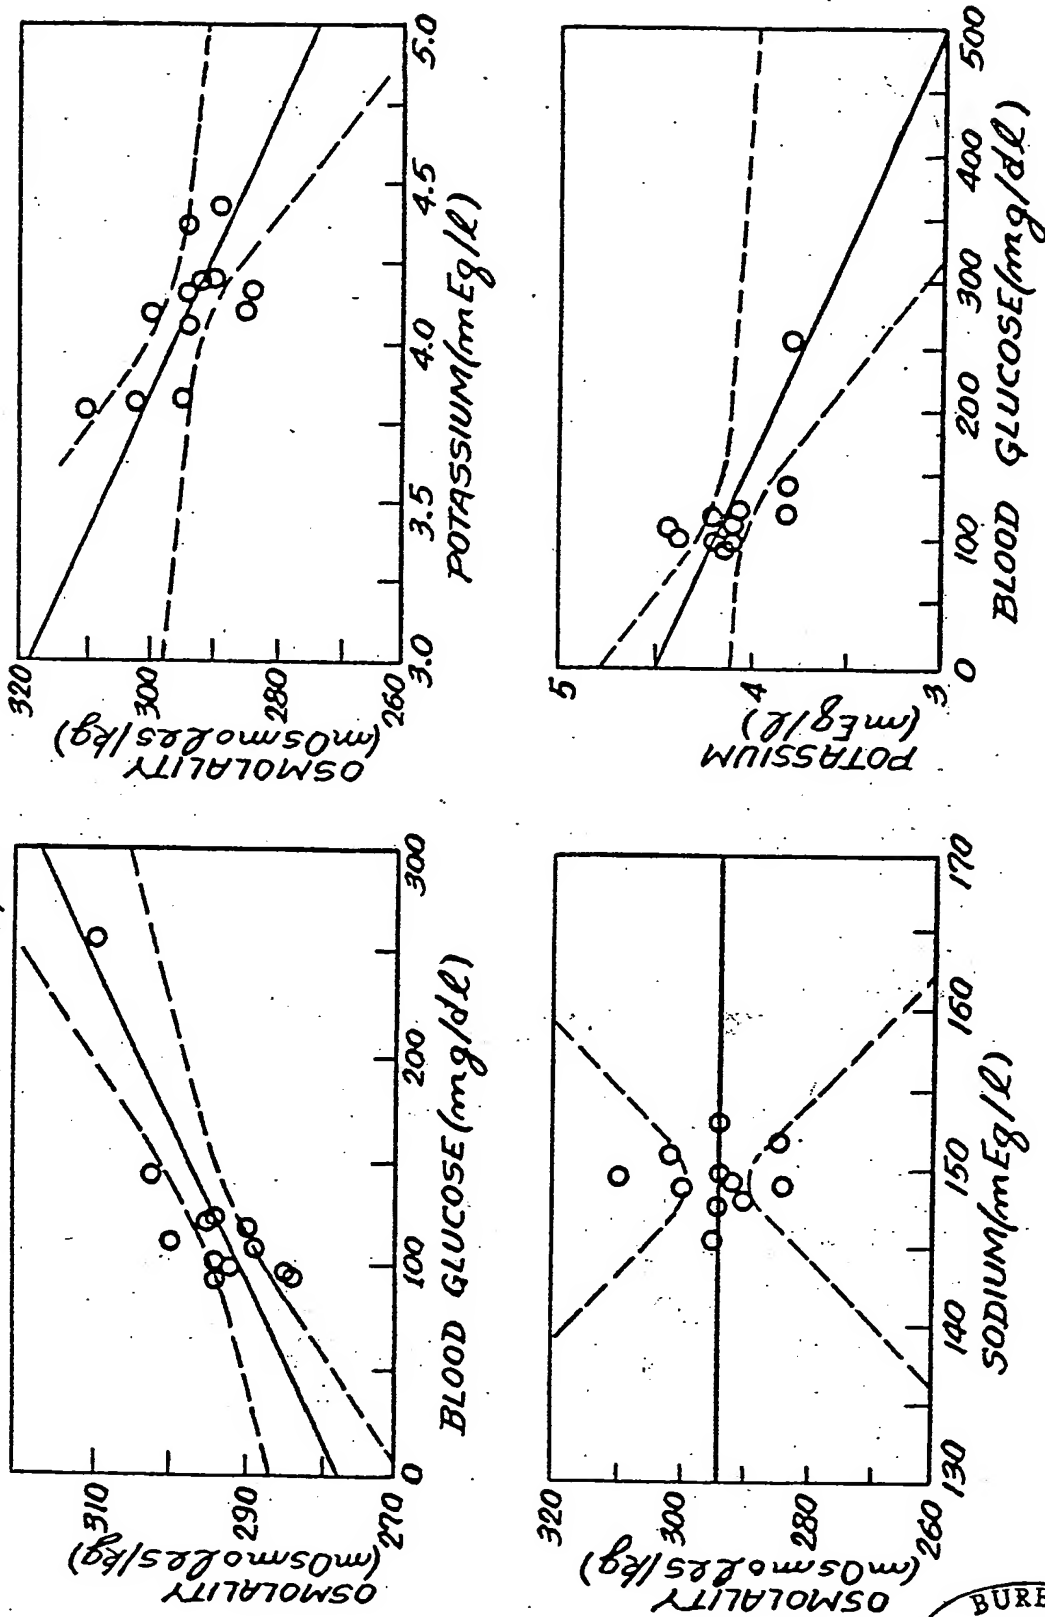 OSMOLALITY
(mOsmoles/kg)
310
290
270
0
100
200
300
BLOOD GLUCOSE (mg/dl)
OSMOLALITY
(mOsmoles/kg)
320
300
280
260
3.0
3.5
4.0
4.5
5.0
POTASSIUM (mEq/l)
OSMOLALITY
(mOsmoles/kg)
320
300
280
260
130
140
150
160
170
SODIUM (mEq/l)
POTASSIUM
(mEq/l)
5
4
3
0
100
200
300
400
500
BLOOD GLUCOSE (mg/dl)
BURE